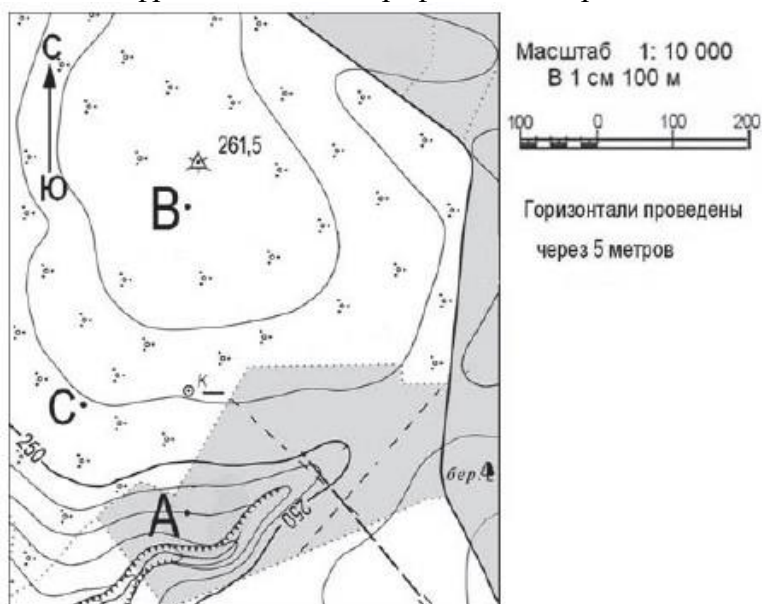 С
Ю
261,5
В
К
С
250
А
250
бер.
Масштаб 1: 10 000
В 1 см 100 м
100 0 100 200
Горизонтали проведены
через 5 метров